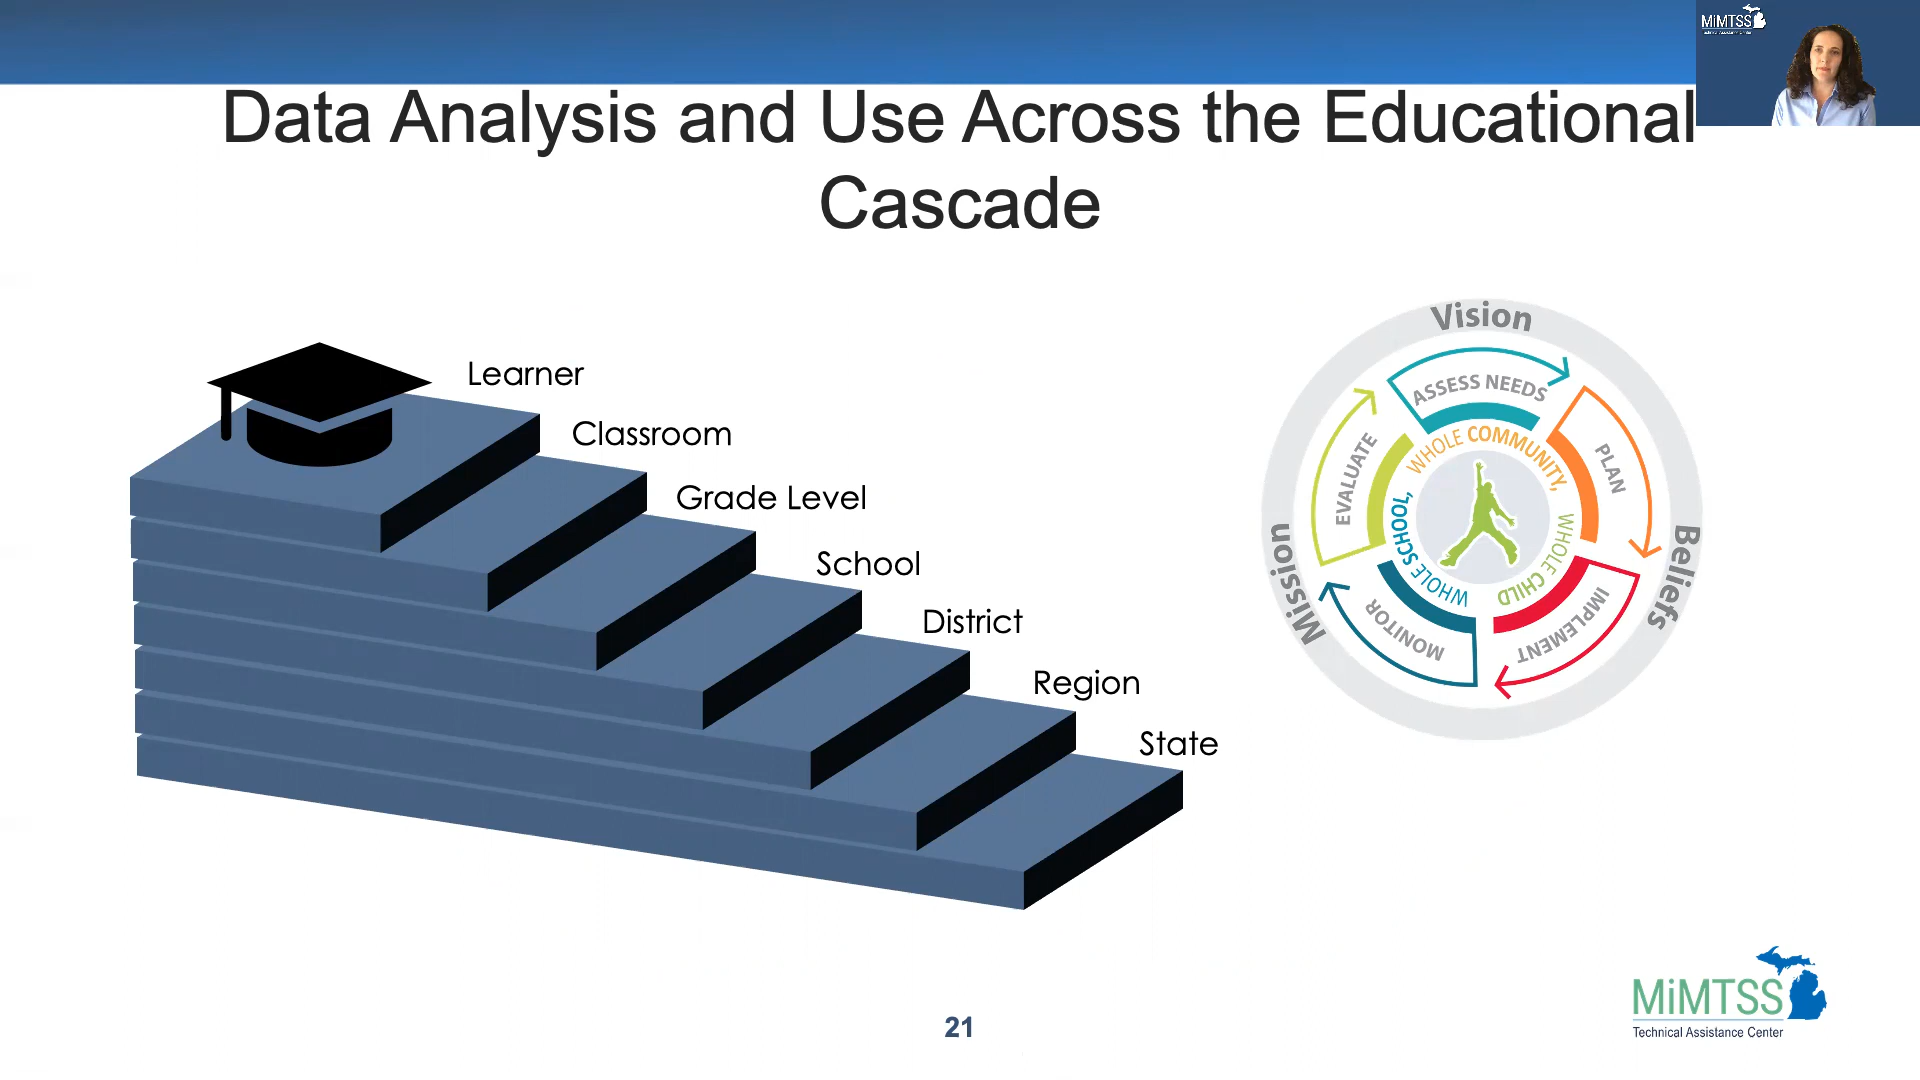 MiMTSS
Data Analysis and Use Across the Educational
Cascade
Learner
Classroom
Grade Level
School
District
Region
State
Vision
Beliefs
Mission
ASSESS NEEDS
PLAN
IMPLEMENT
MONITOR
EVALUATE
WHOLE COMMUNITY,
WHOLE CHILD
WHOLE SCHOOL,
21
MiMTSS
Technical Assistance Center